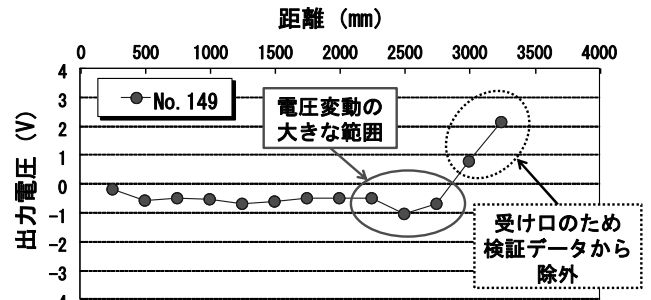 距離 (mm)
0 500 1000 1500 2000 2500 3000 3500 4000
出力電圧 (V)
4
3
2
1
0
-1
-2
-3
-4
No. 149
電圧変動の
大きな範囲
受け口のため
検証データから
除外